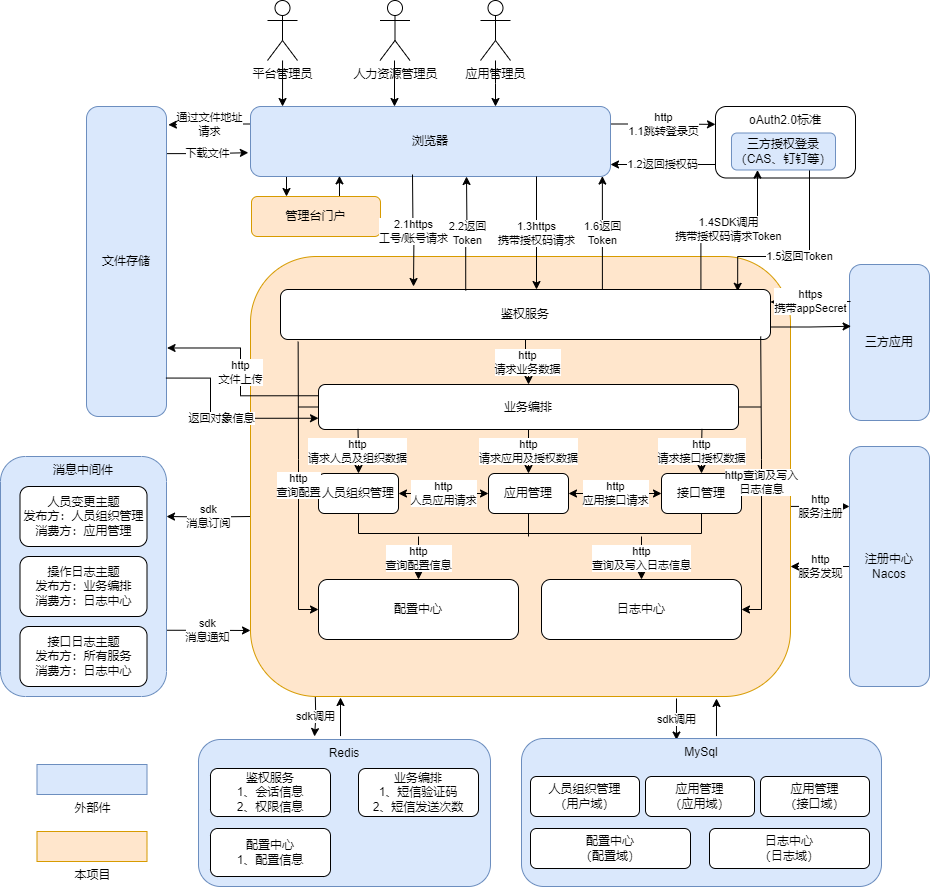 平台管理员
人力资源管理员
应用管理员
通过文件地址
请求
下载文件
浏览器
http
1.1跳转登录页
1.2返回授权码
oAuth2.0标准
三方授权登录
（CAS、钉钉等）
管理台门户
2.1https
工号/账号请求
2.2返回
Token
1.3https
携带授权码请求
1.6返回
Token
1.4SDK调用
携带授权码请求Token
1.5返回Token
文件存储
鉴权服务
https
携带appSecret
三方应用
http
请求业务数据
http
文件上传
返回对象信息
业务编排
http
请求人员及组织数据
http
请求应用及授权数据
http
请求接口授权数据
http
查询配置
人员组织管理
http
人员应用请求
应用管理
http
应用接口请求
接口管理
http查询及写入
日志信息
http
查询配置信息
http
查询及写入日志信息
配置中心
日志中心
消息中间件
人员变更主题
发布方：人员组织管理
消费方：应用管理
操作日志主题
发布方：业务编排
消费方：日志中心
接口日志主题
发布方：所有服务
消费方：日志中心
sdk
消息订阅
sdk
消息通知
http
服务注册
http
服务发现
注册中心
Nacos
sdk调用
sdk调用
Redis
鉴权服务
1、会话信息
2、权限信息
业务编排
1、短信验证码
2、短信发送次数
配置中心
1、配置信息
MySql
人员组织管理
（用户域）
应用管理
（应用域）
应用管理
（接口域）
配置中心
（配置域）
日志中心
（日志域）
外部件
本项目